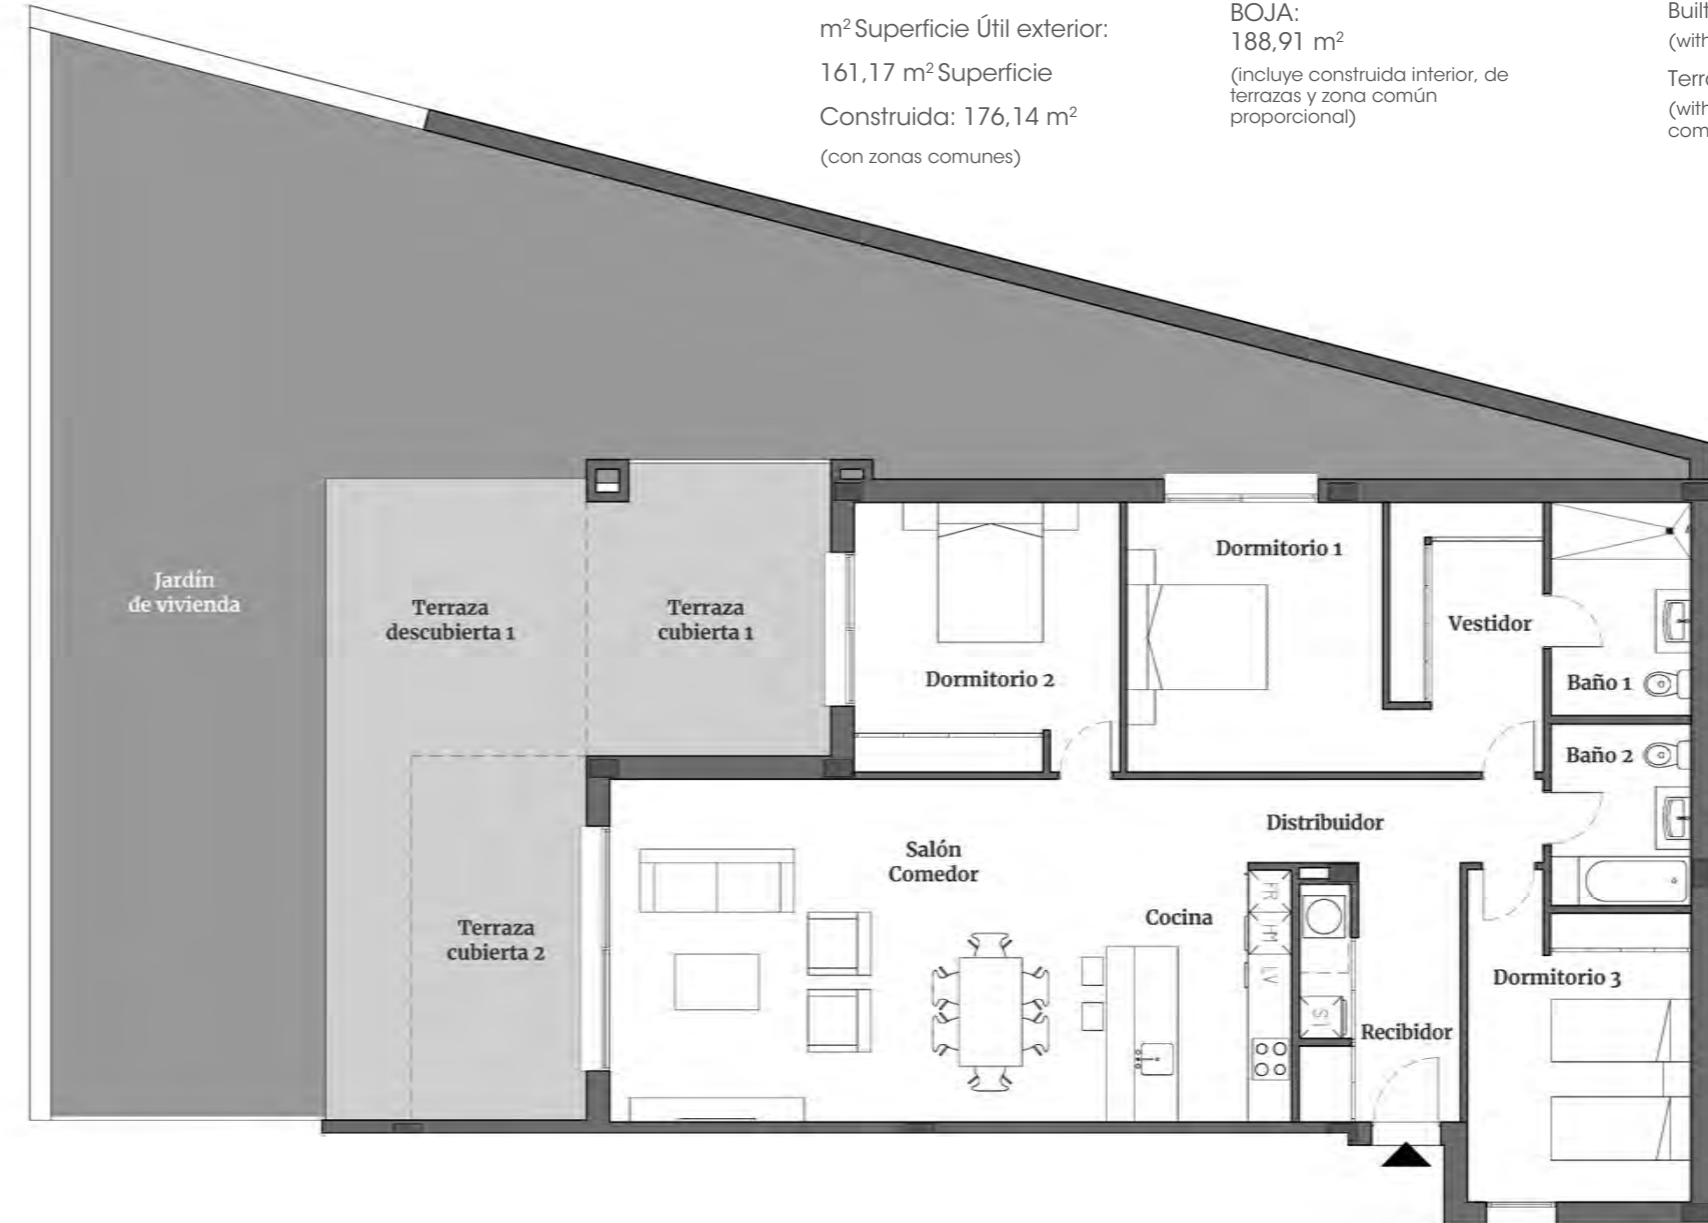 m² Superficie Útil exterior:
161,17 m² Superficie
Construida: 176,14 m²
(con zonas comunes)
BOJA:
188,91 m²
(incluye construida interior, de
terrazas y zona común
proporcional)
Jardín
de vivienda
Terraza
descubierta 1
Terraza
cubierta 1
Terraza
cubierta 2
Dormitorio 2
Dormitorio 1
Vestidor
Baño 1
Baño 2
Distribuidor
Salón
Comedor
Cocina
FR
HM
LV
SI
Recibidor
Dormitorio 3